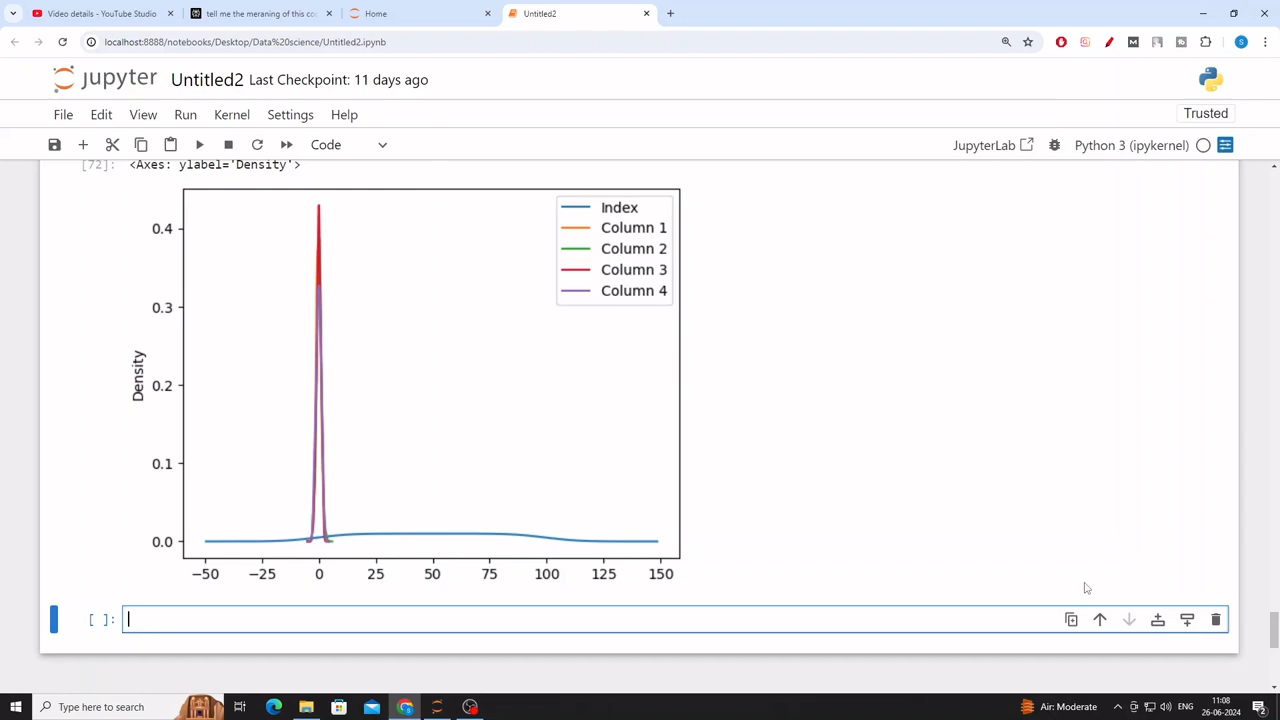 Video details - YouTube Studio
tell me the meraning of this co
Home
Untitled2
localhost:8888/notebooks/Desktop/Data%20science/Untitled2.ipynb
jupyter
Untitled2 Last Checkpoint: 11 days ago
File Edit View Run Kernel Settings Help
Trusted
Code
JupyterLab
Python 3 (ipykernel)
[72]: <Axes: ylabel='Density'>
Index
Column 1
Column 2
Column 3
Column 4
Density
0.4
0.3
0.2
0.1
0.0
−50 −25 0 25 50 75 100 125 150
[ ]:
Type here to search
Air: Moderate
ENG
11:08
26-06-2024